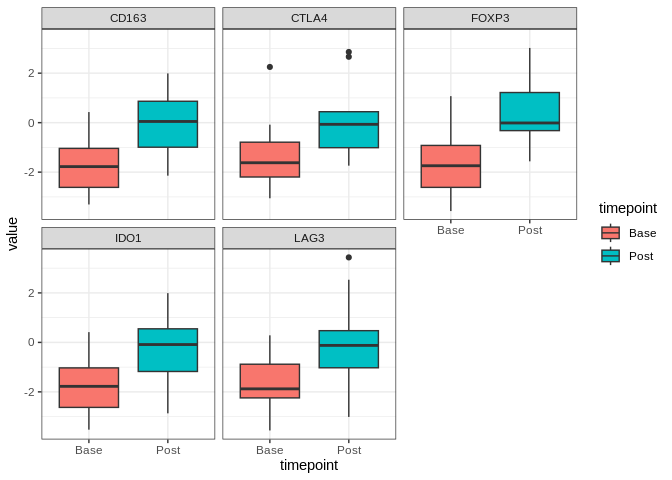 CD163 CTLA4 FOXP3
2
0
-2
Base Post
IDO1 LAG3
2
0
-2
Base Post Base Post
timepoint
value
timepoint
Base
Post